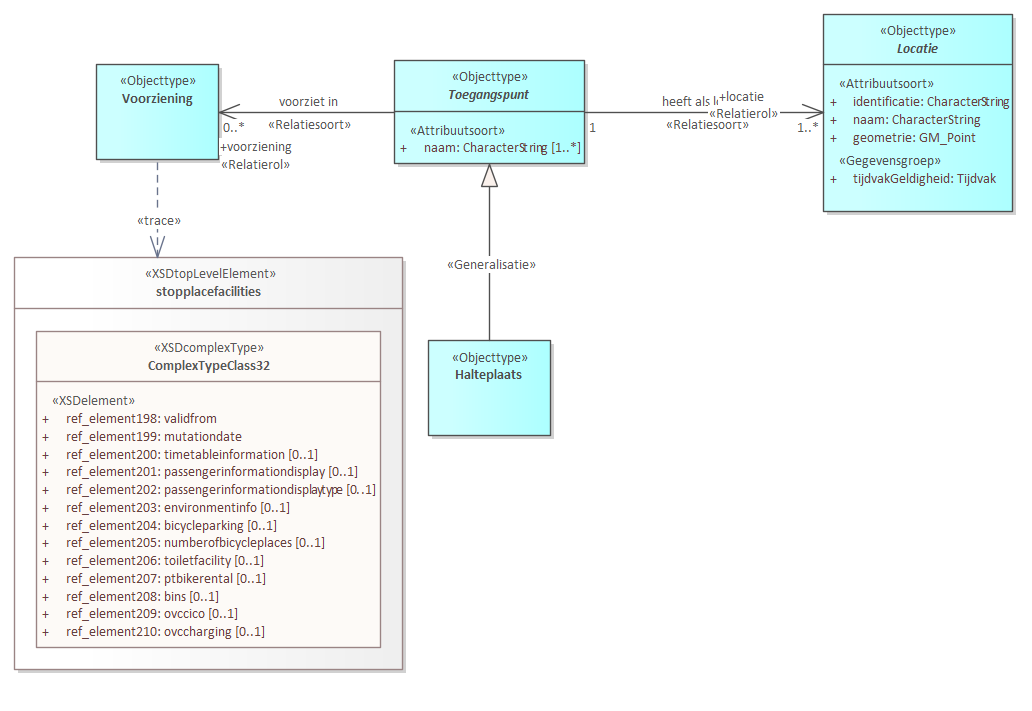 «Objecttype»
Voorziening
«Objecttype»
Toegangspunt
«Attribuutsoort»
+ naam: CharacterString [1..*]
«Objecttype»
Locatie
«Attribuutsoort»
+ identificatie: CharacterString
+ naam: CharacterString
+ geometrie: GM_Point
«Gegevensgroep»
+ tijdvakGeldigheid: Tijdvak
voorziet in
«Relatiesoort»
0..*
+voorziening
«Relatierol»
heeft als
+locatie
«Relatierol»
«Relatiesoort»
1
1..*
«trace»
«Generalisatie»
«XSDtopLevelElement»
stopplacefacilities
«XSDcomplexType»
ComplexTypeClass32
«XSDelement»
+ ref_element198: validfrom
+ ref_element199: mutationdate
+ ref_element200: timetableinformation [0..1]
+ ref_element201: passengerinformationdisplay [0..1]
+ ref_element202: passengerinformationdisplaytype [0..1]
+ ref_element203: environmentinfo [0..1]
+ ref_element204: bicycleparking [0..1]
+ ref_element205: numberofbicycleplaces [0..1]
+ ref_element206: toiletfacility [0..1]
+ ref_element207: ptbikerental [0..1]
+ ref_element208: bins [0..1]
+ ref_element209: ovccico [0..1]
+ ref_element210: ovccharging [0..1]
«Objecttype»
Halteplaats